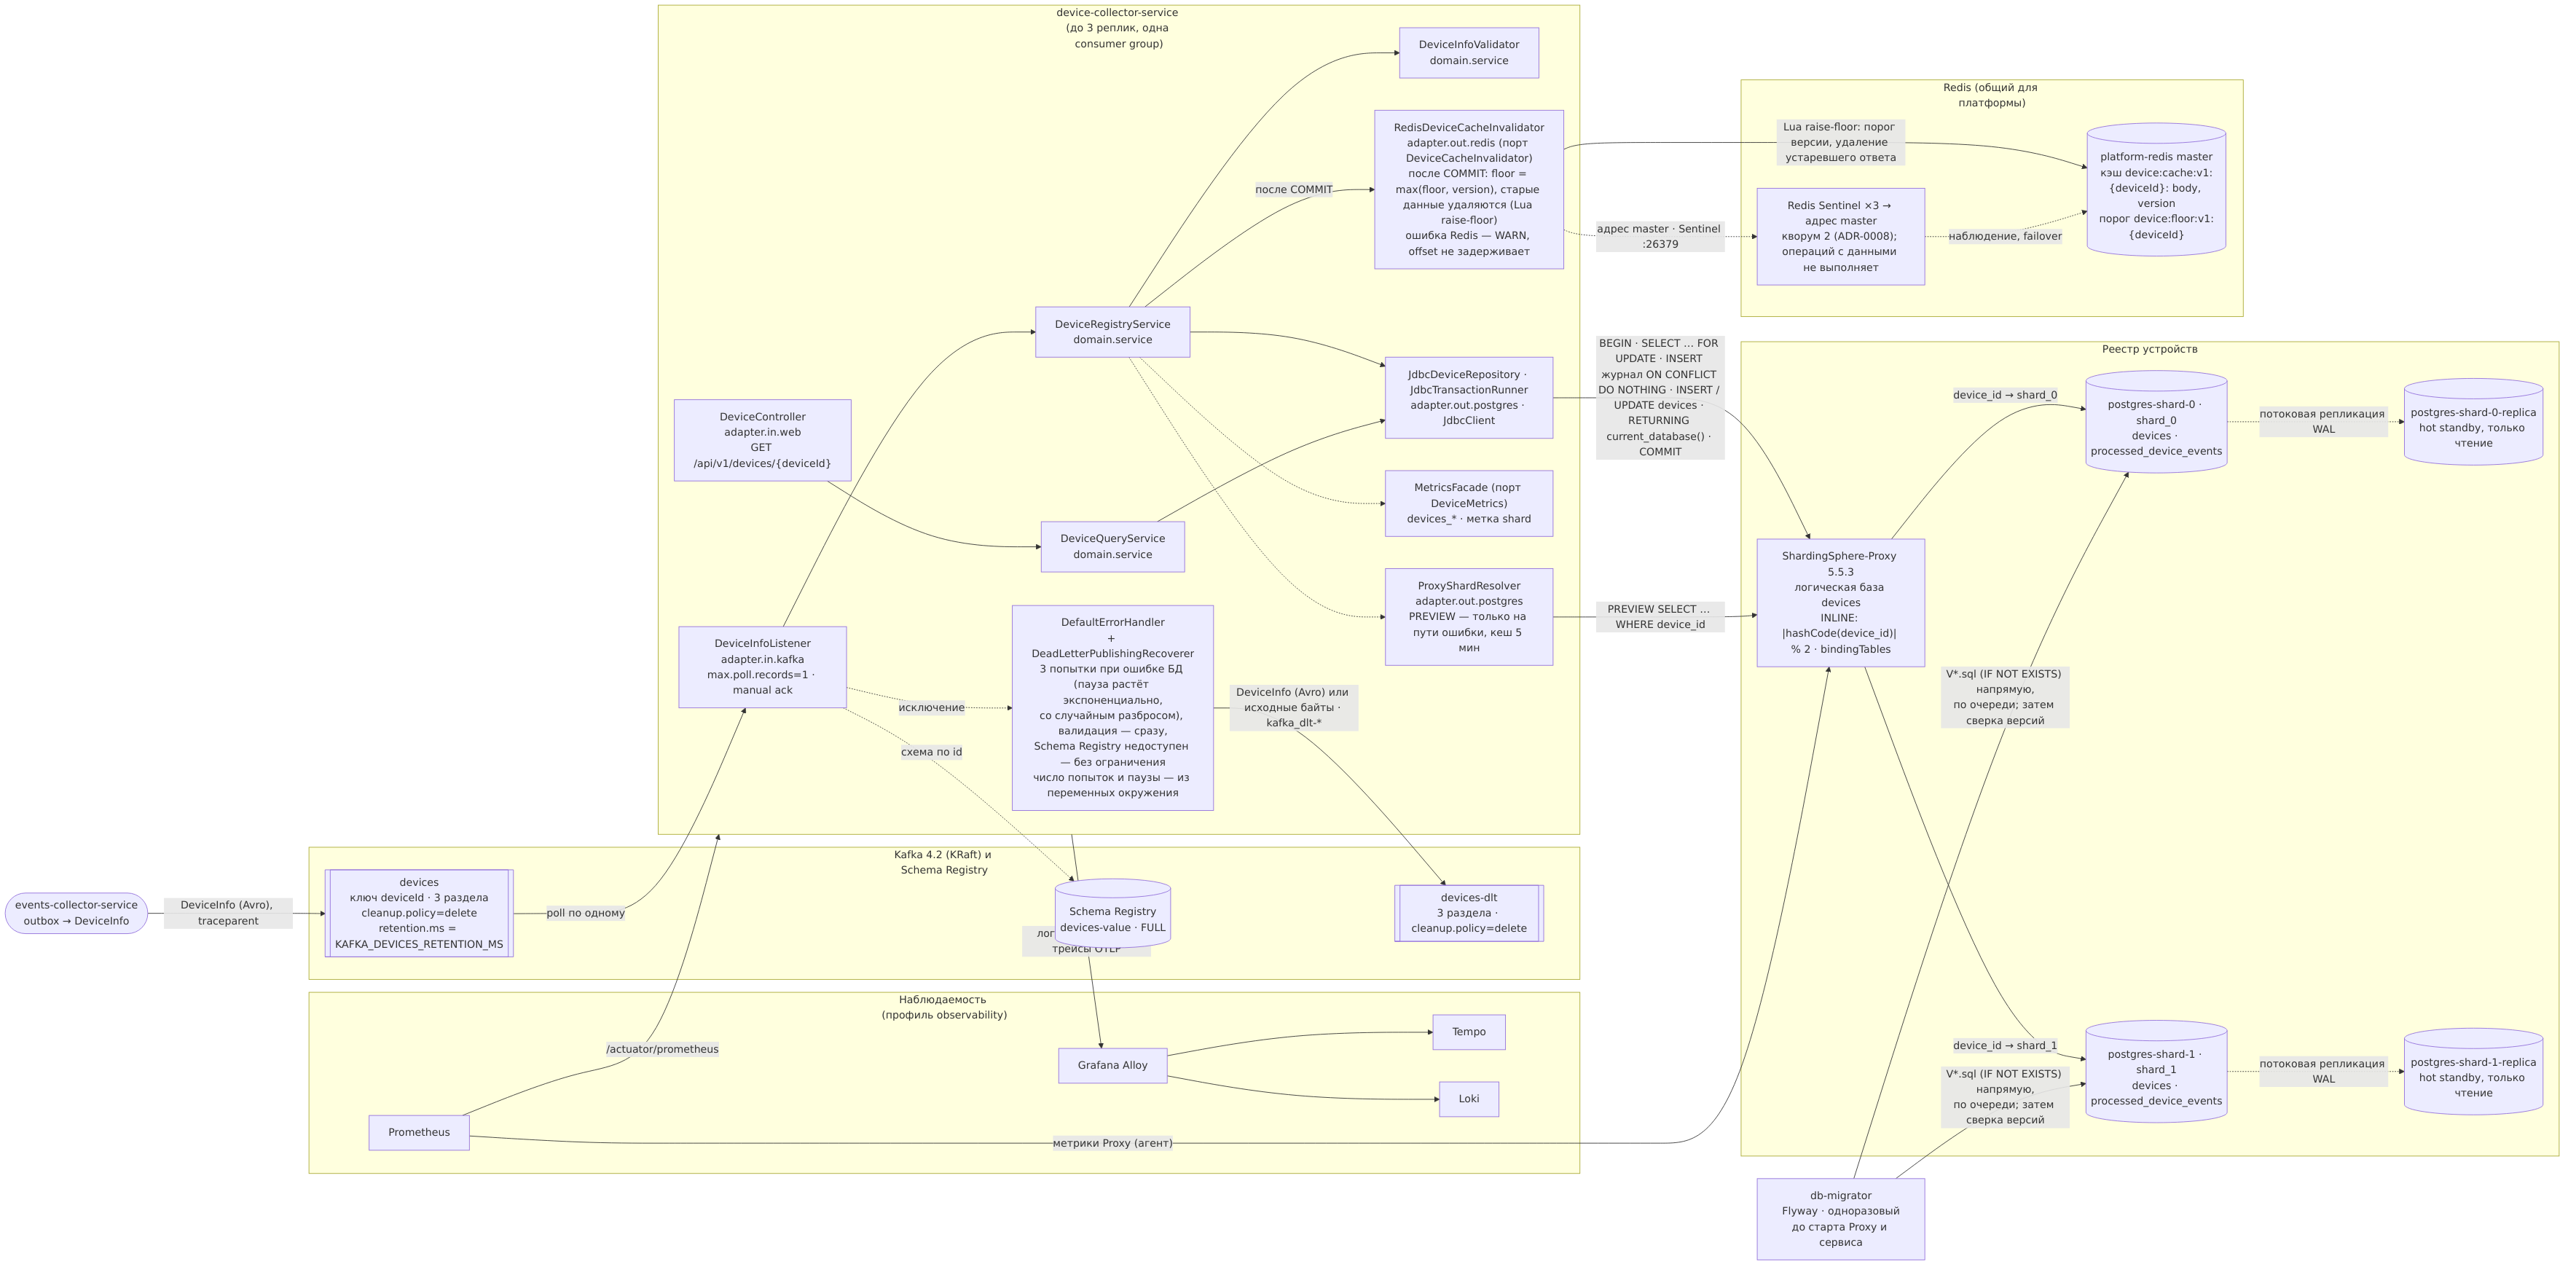 device-collector-service
(до 3 реплик, одна
consumer group)
DeviceInfoValidator
domain.service
RedisDeviceCacheInvalidator
adapter.out.redis (порт
DeviceCacheInvalidator)
после COMMIT: floor =
max(floor, version), старые
данные удаляются (Lua
raise-floor)
ошибка Redis — WARN,
offset не задерживает
после COMMIT
DeviceRegistryService
domain.service
DeviceController
adapter.in.web
GET
/api/v1/devices/{deviceId}
JdbcDeviceRepository ·
JdbcTransactionRunner
adapter.out.postgres ·
JdbcClient
MetricsFacade (порт
DeviceMetrics)
devices_* · метка shard
DeviceQueryService
domain.service
ProxyShardResolver
adapter.out.postgres
PREVIEW — только на
пути ошибки, кеш 5
мин
DeviceInfoListener
adapter.in.kafka
max.poll.records=1 ·
manual ack
исключение
схема по id
DefaultErrorHandler
+
DeadLetterPublishingRecoverer
3 попытки при ошибке БД
(пауза растёт
экспоненциально,
со случайным разбросом),
валидация — сразу,
Schema Registry недоступен
— без ограничения
число попыток и паузы — из
переменных окружения
DeviceInfo (Avro) или
исходные байты ·
kafka_dlt-*
Redis (общий для
платформы)
Lua raise-floor: порог
версии, удаление
устаревшего ответа
адрес master · Sentinel
:26379
Redis Sentinel ×3 →
адрес master
кворум 2 (ADR-0008);
операций с данными
не выполняет
наблюдение, failover
platform-redis master
кэш device:cache:v1:
{deviceId}: body,
version
порог device:floor:v1:
{deviceId}
BEGIN · SELECT … FOR
UPDATE · INSERT
журнал ON CONFLICT
DO NOTHING · INSERT /
UPDATE devices ·
RETURNING
current_database() ·
COMMIT
PREVIEW SELECT …
WHERE device_id
Реестр устройств
device_id → shard_0
postgres-shard-0 ·
shard_0
devices ·
processed_device_events
потоковая репликация
WAL
postgres-shard-0-replica
hot standby, только
чтение
ShardingSphere-Proxy
5.5.3
логическая база
devices
INLINE:
|hashCode(device_id)|
% 2 · bindingTables
V*.sql (IF NOT EXISTS)
напрямую,
по очереди; затем
сверка версий
device_id → shard_1
V*.sql (IF NOT EXISTS)
напрямую,
по очереди; затем
сверка версий
postgres-shard-1 ·
shard_1
devices ·
processed_device_events
потоковая репликация
WAL
postgres-shard-1-replica
hot standby, только
чтение
db-migrator
Flyway · одноразовый
до старта Proxy и
сервиса
Kafka 4.2 (KRaft) и
Schema Registry
events-collector-service
outbox → DeviceInfo
DeviceInfo (Avro),
traceparent
devices
ключ deviceId · 3 раздела
cleanup.policy=delete
retention.ms =
KAFKA_DEVICES_RETENTION_MS
poll по одному
Schema Registry
devices-value · FULL
трейсы OTLP
devices-dlt
3 раздела ·
cleanup.policy=delete
Наблюдаемость
(профиль observability)
/actuator/prometheus
Tempo
Grafana Alloy
Loki
Prometheus
метрики Proxy (агент)